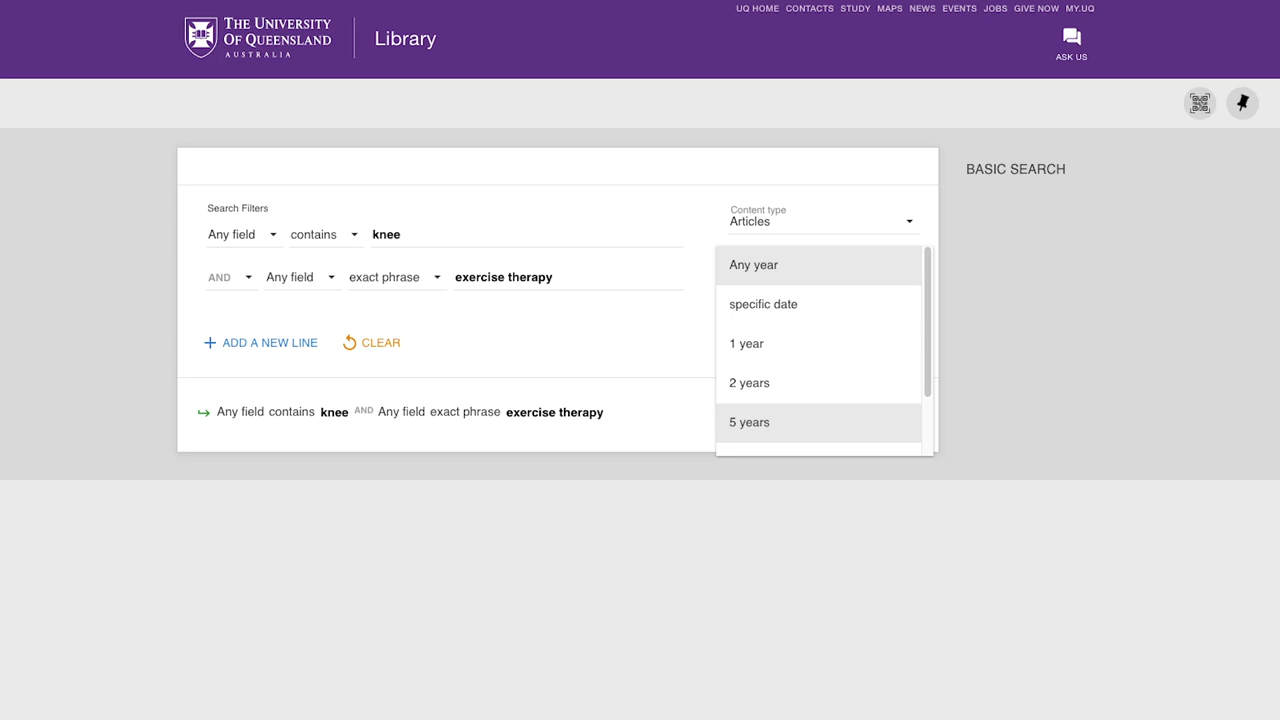 UQ HOME CONTACTS STUDY MAPS NEWS EVENTS JOBS GIVE NOW MY.UQ
THE UNIVERSITY
OF QUEENSLAND
AUSTRALIA
Library
ASK US
BASIC SEARCH
Search Filters
Any field contains knee
AND Any field exact phrase exercise therapy
ADD A NEW LINE CLEAR
Any field contains knee AND Any field exact phrase exercise therapy
Content type
Articles
Any year
specific date
1 year
2 years
5 years